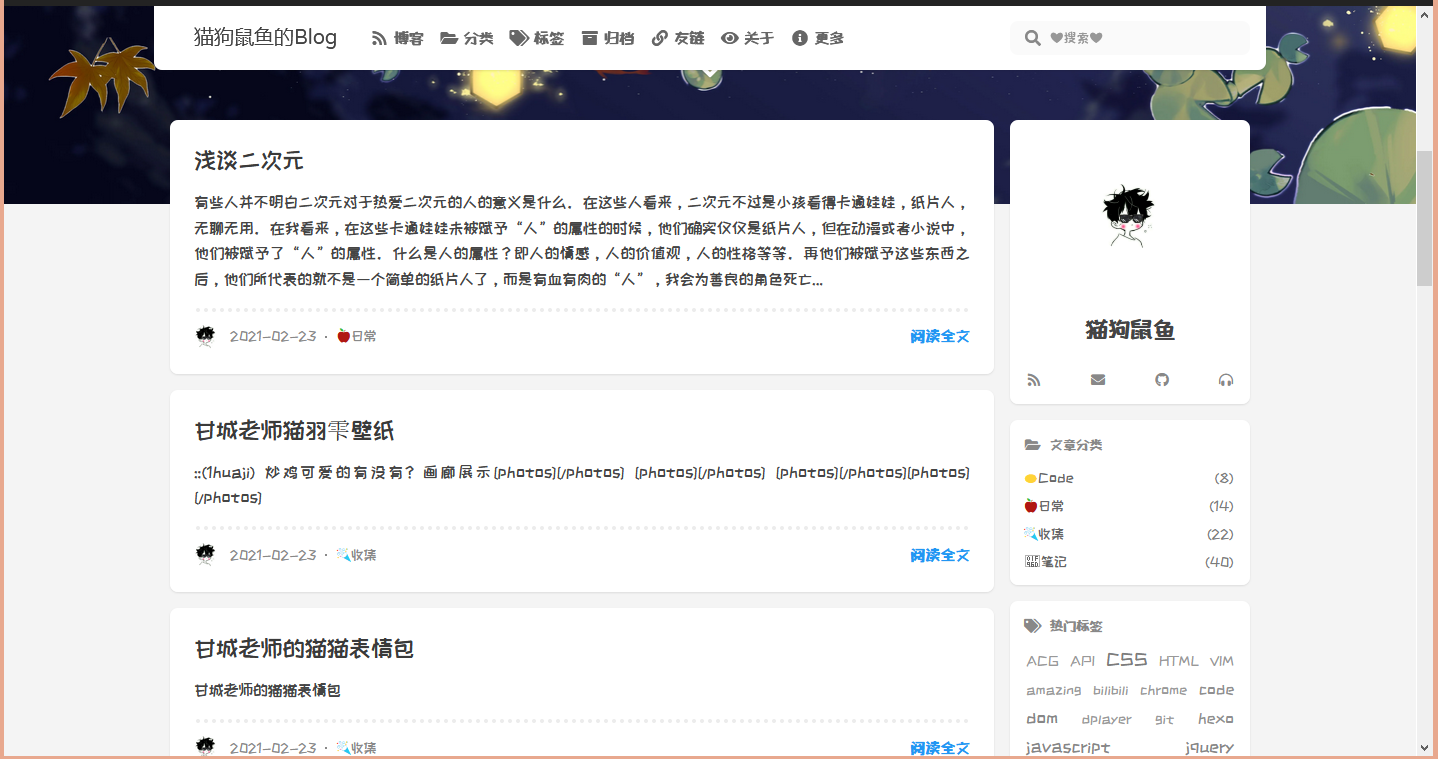 猫狗鼠鱼的Blog 博客 分类 标签 归档 友链 关于 更多 ❤搜索❤
浅谈二次元
有些人并不明白二次元对于热爱二次元的人的意义是什么. 在这些人看来, 二次元不过是小孩看得卡通娃娃, 纸片人,
无聊无用. 在我看来, 在这些卡通娃娃未被赋予“人”的属性的时候, 他们确实仅仅是纸片人, 但在动漫或者小说中,
他们被赋予了“人”的属性. 什么是人的属性? 即人的情感, 人的价值观, 人的性格等等. 再他们被赋予这些东西之
后, 他们所代表的就不是一个简单的纸片人了, 而是有血有肉的“人”, 我会为善良的角色死亡...
2021-02-23 · 🍎日常
阅读全文
甘城老师猫羽雫壁纸
::(1huaji) 炒鸡可爱的有没有? 画廊展示[photos][/photos] [photos][/photos] [photos][/photos][photos]
[/photos]
2021-02-23 · 收集
阅读全文
甘城老师的猫猫表情包
甘城老师的猫猫表情包
2021-02-23 · 收集
阅读全文
猫狗鼠鱼
文章分类
Code (8)
🍎日常 (14)
收集 (22)
笔记 (40)
热门标签
ACG API CSS HTML VIM
amazing bilibili chrome code
dom dplayer git hexo
javascript jquery